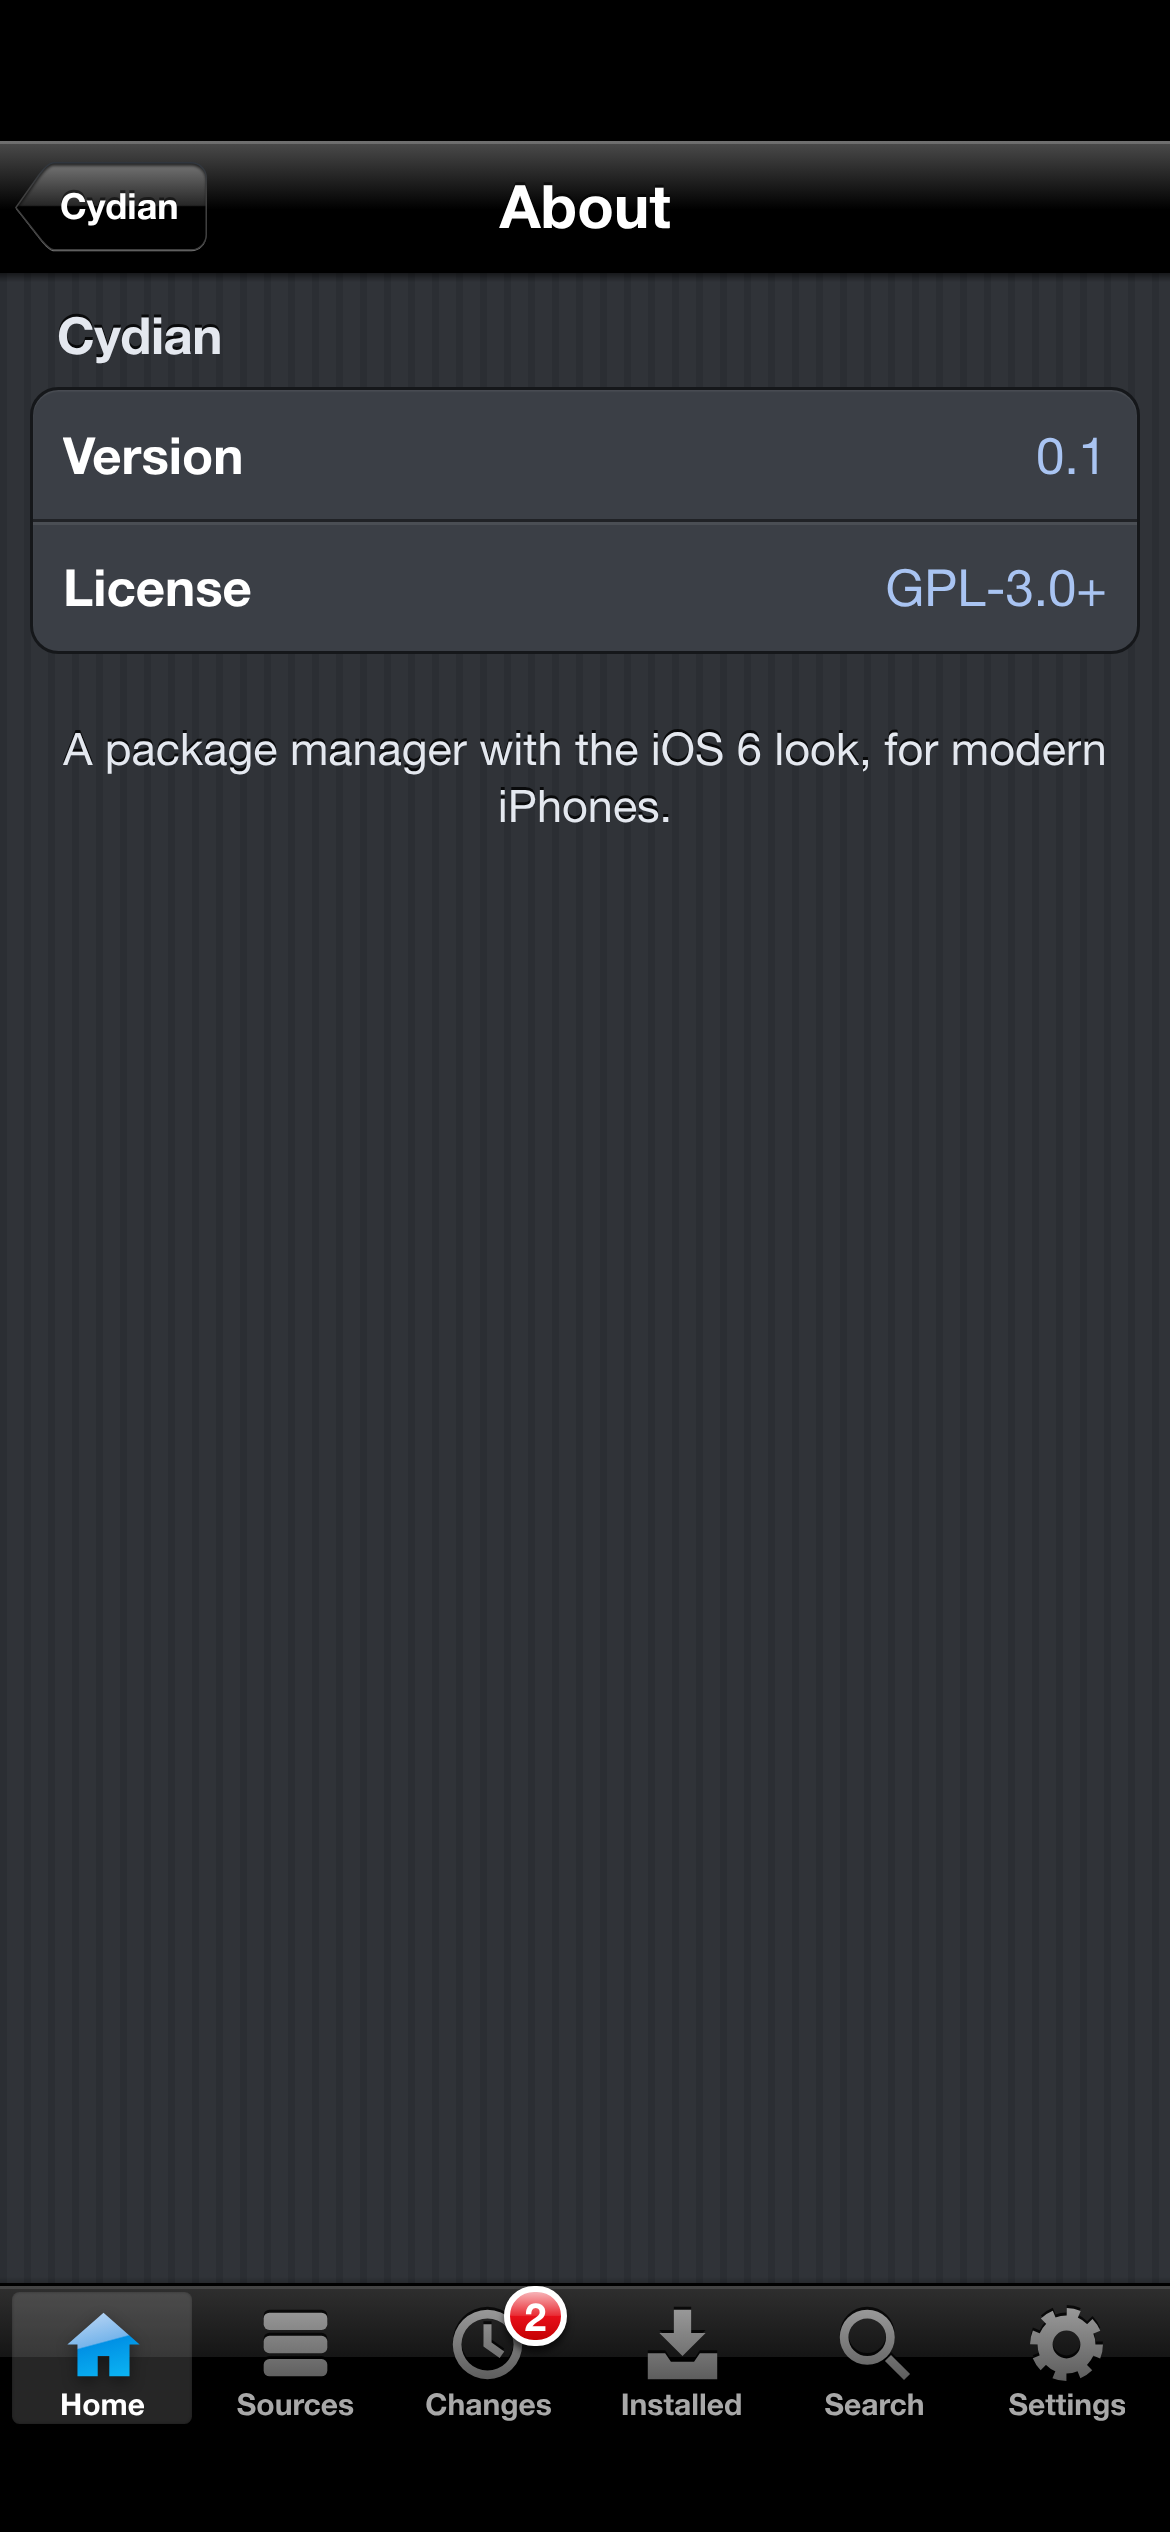 Cydian
About
Cydian
Version
0.1
License
GPL-3.0+
A package manager with the iOS 6 look, for modern
iPhones.
2
Home
Sources
Changes
Installed
Search
Settings